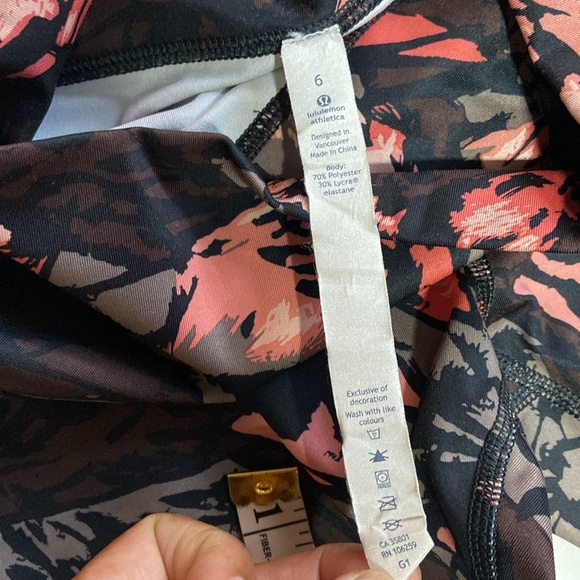 6
lululemon
athletica
Designed in
Vancouver
Made in China
Body:
70% Polyester
30% Lycra®
elastane
Exclusive of
decoration
Wash with like
colours
CA 35801
RN 106259
G1
1
FIBER-